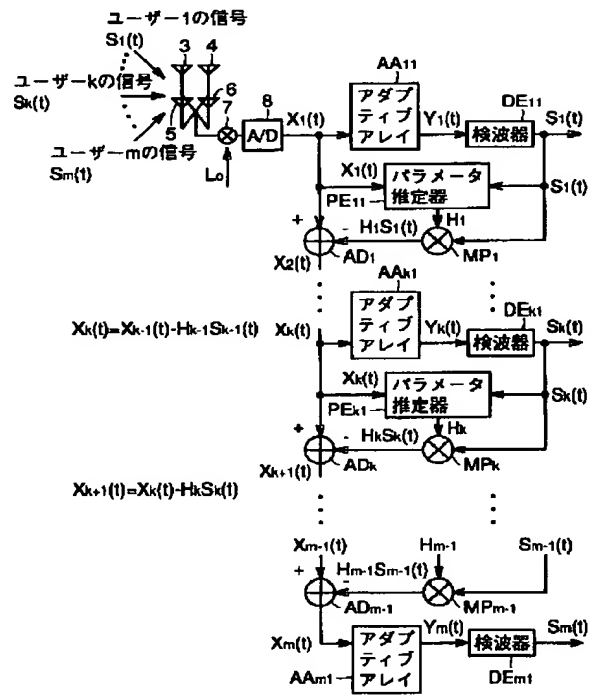 ユーザー1の信号
S1(t)
3 4
ユーザーkの信号
Sk(t)
5 6 7 8
A/D
ユーザーmの信号
Sm(t)
Lo
X1(t)
AA11
アダプ
ティブ
アレイ
Y1(t)
DE11
検波器
S1(t)
X1(t)
パラメータ
推定器
PE11
S1(t)
H1
+
- H1S1(t)
AD1
MP1
X2(t)
AAk1
Xk(t)=Xk-1(t)-Hk-1Sk-1(t)
Xk(t)
アダプ
ティブ
アレイ
Yk(t)
DEk1
検波器
Sk(t)
Xk(t)
パラメータ
推定器
PEk1
Sk(t)
Hk
+
- HkSk(t)
ADk
MPk
Xk+1(t)
Xk+1(t)=Xk(t)-HkSk(t)
Xm-1(t)
Hm-1
Sm-1(t)
+
- Hm-1Sm-1(t)
ADm-1
MPm-1
Xm(t)
アダプ
ティブ
アレイ
AAm1
Ym(t)
検波器
DEm1
Sm(t)